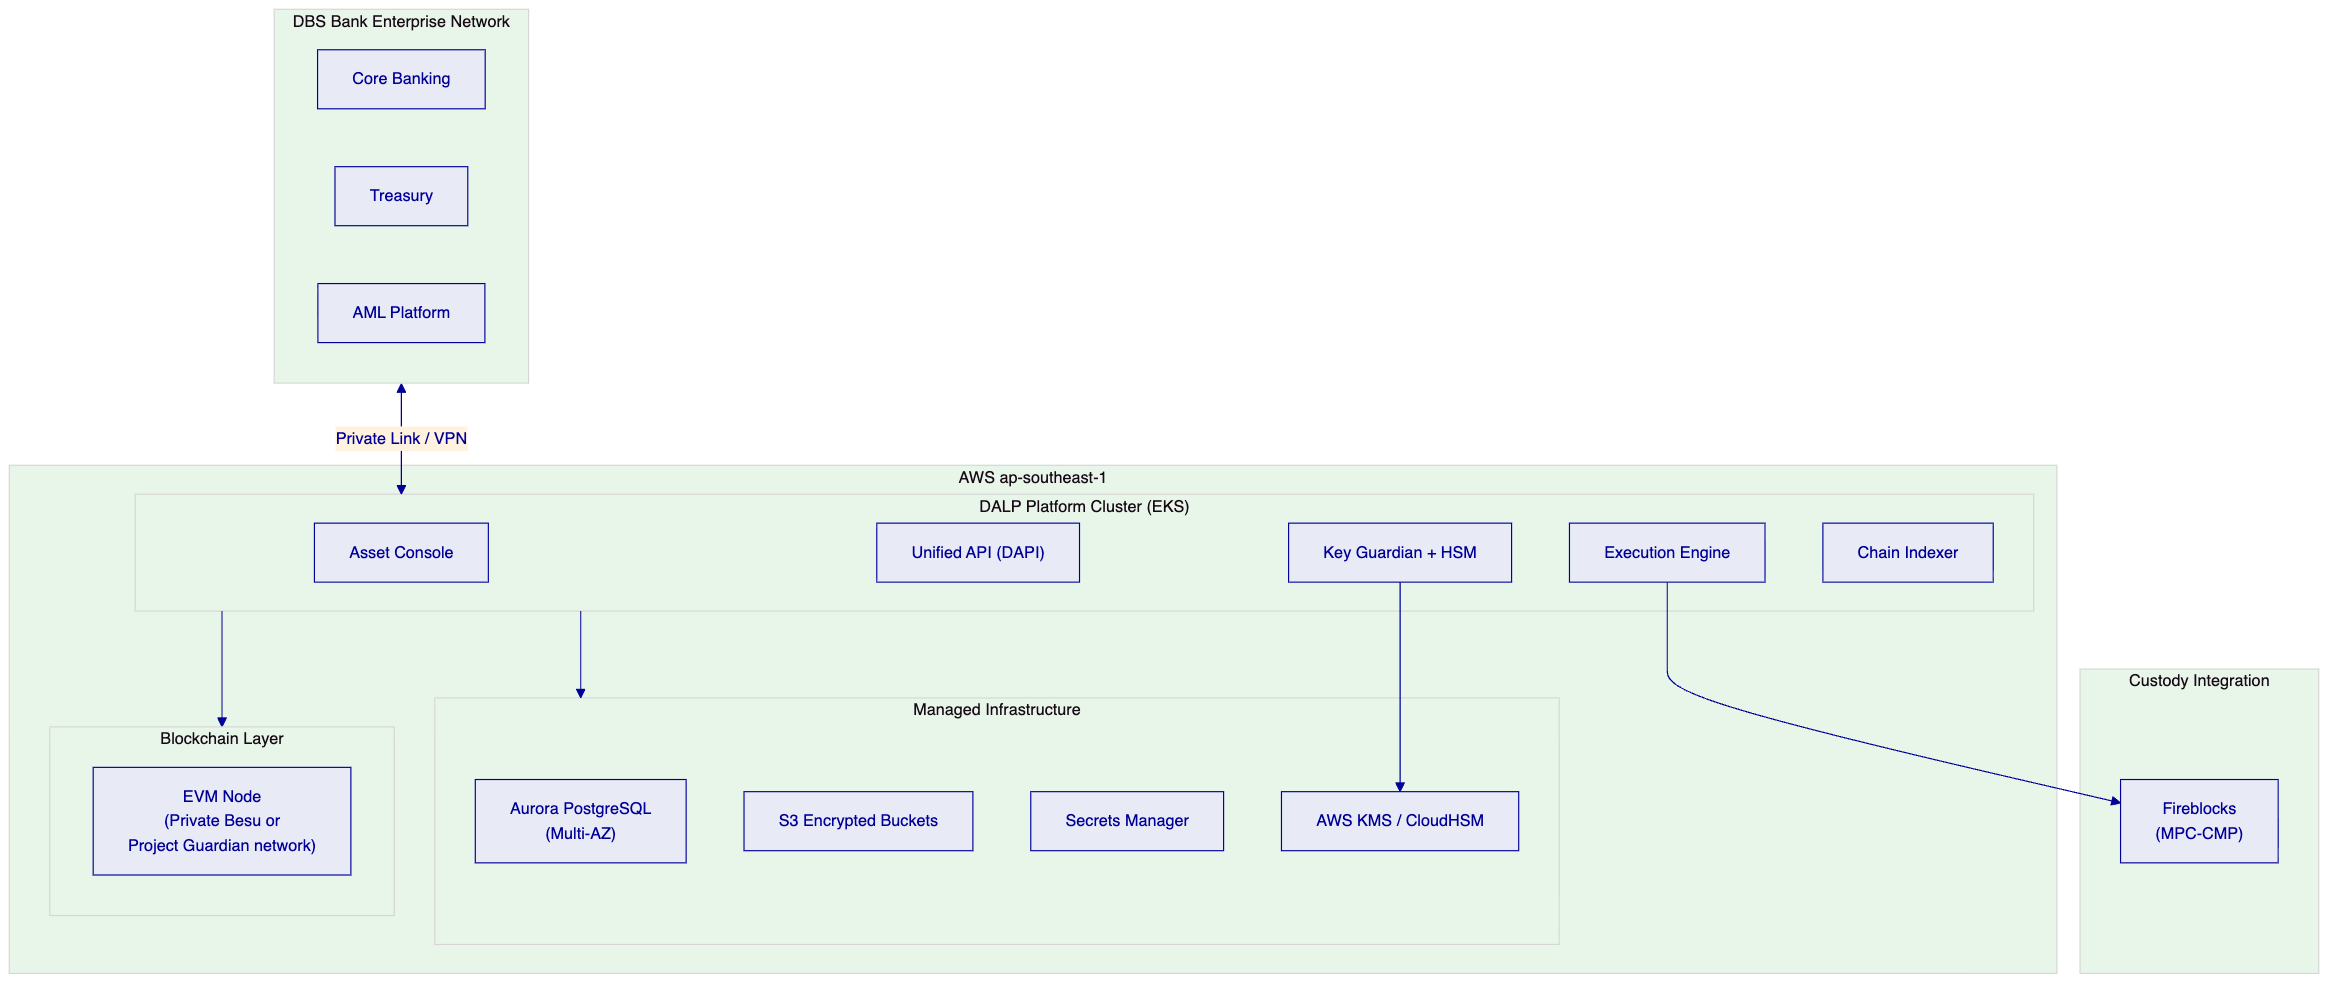 DBS Bank Enterprise Network
Core Banking
Treasury
AML Platform
Private Link / VPN
AWS ap-southeast-1
DALP Platform Cluster (EKS)
Asset Console
Unified API (DAPI)
Key Guardian + HSM
Execution Engine
Chain Indexer
Blockchain Layer
EVM Node
(Private Besu or
Project Guardian network)
Managed Infrastructure
Aurora PostgreSQL
(Multi-AZ)
S3 Encrypted Buckets
Secrets Manager
AWS KMS / CloudHSM
Custody Integration
Fireblocks
(MPC-CMP)